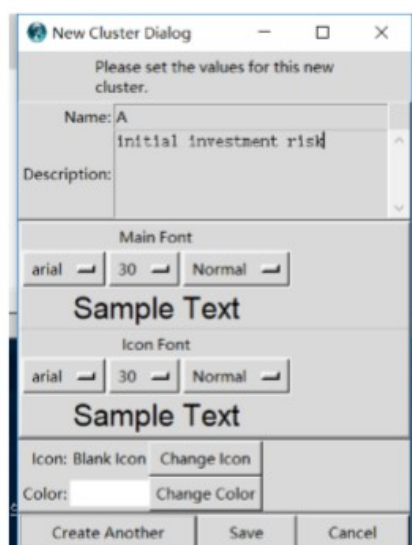 New Cluster Dialog
Please set the values for this new
cluster.
Name: A
initial investment risk
Description:
Main Font
arial 30 Normal
Sample Text
Icon Font
arial 30 Normal
Sample Text
Icon: Blank Icon Change Icon
Color: Change Color
Create Another Save Cancel